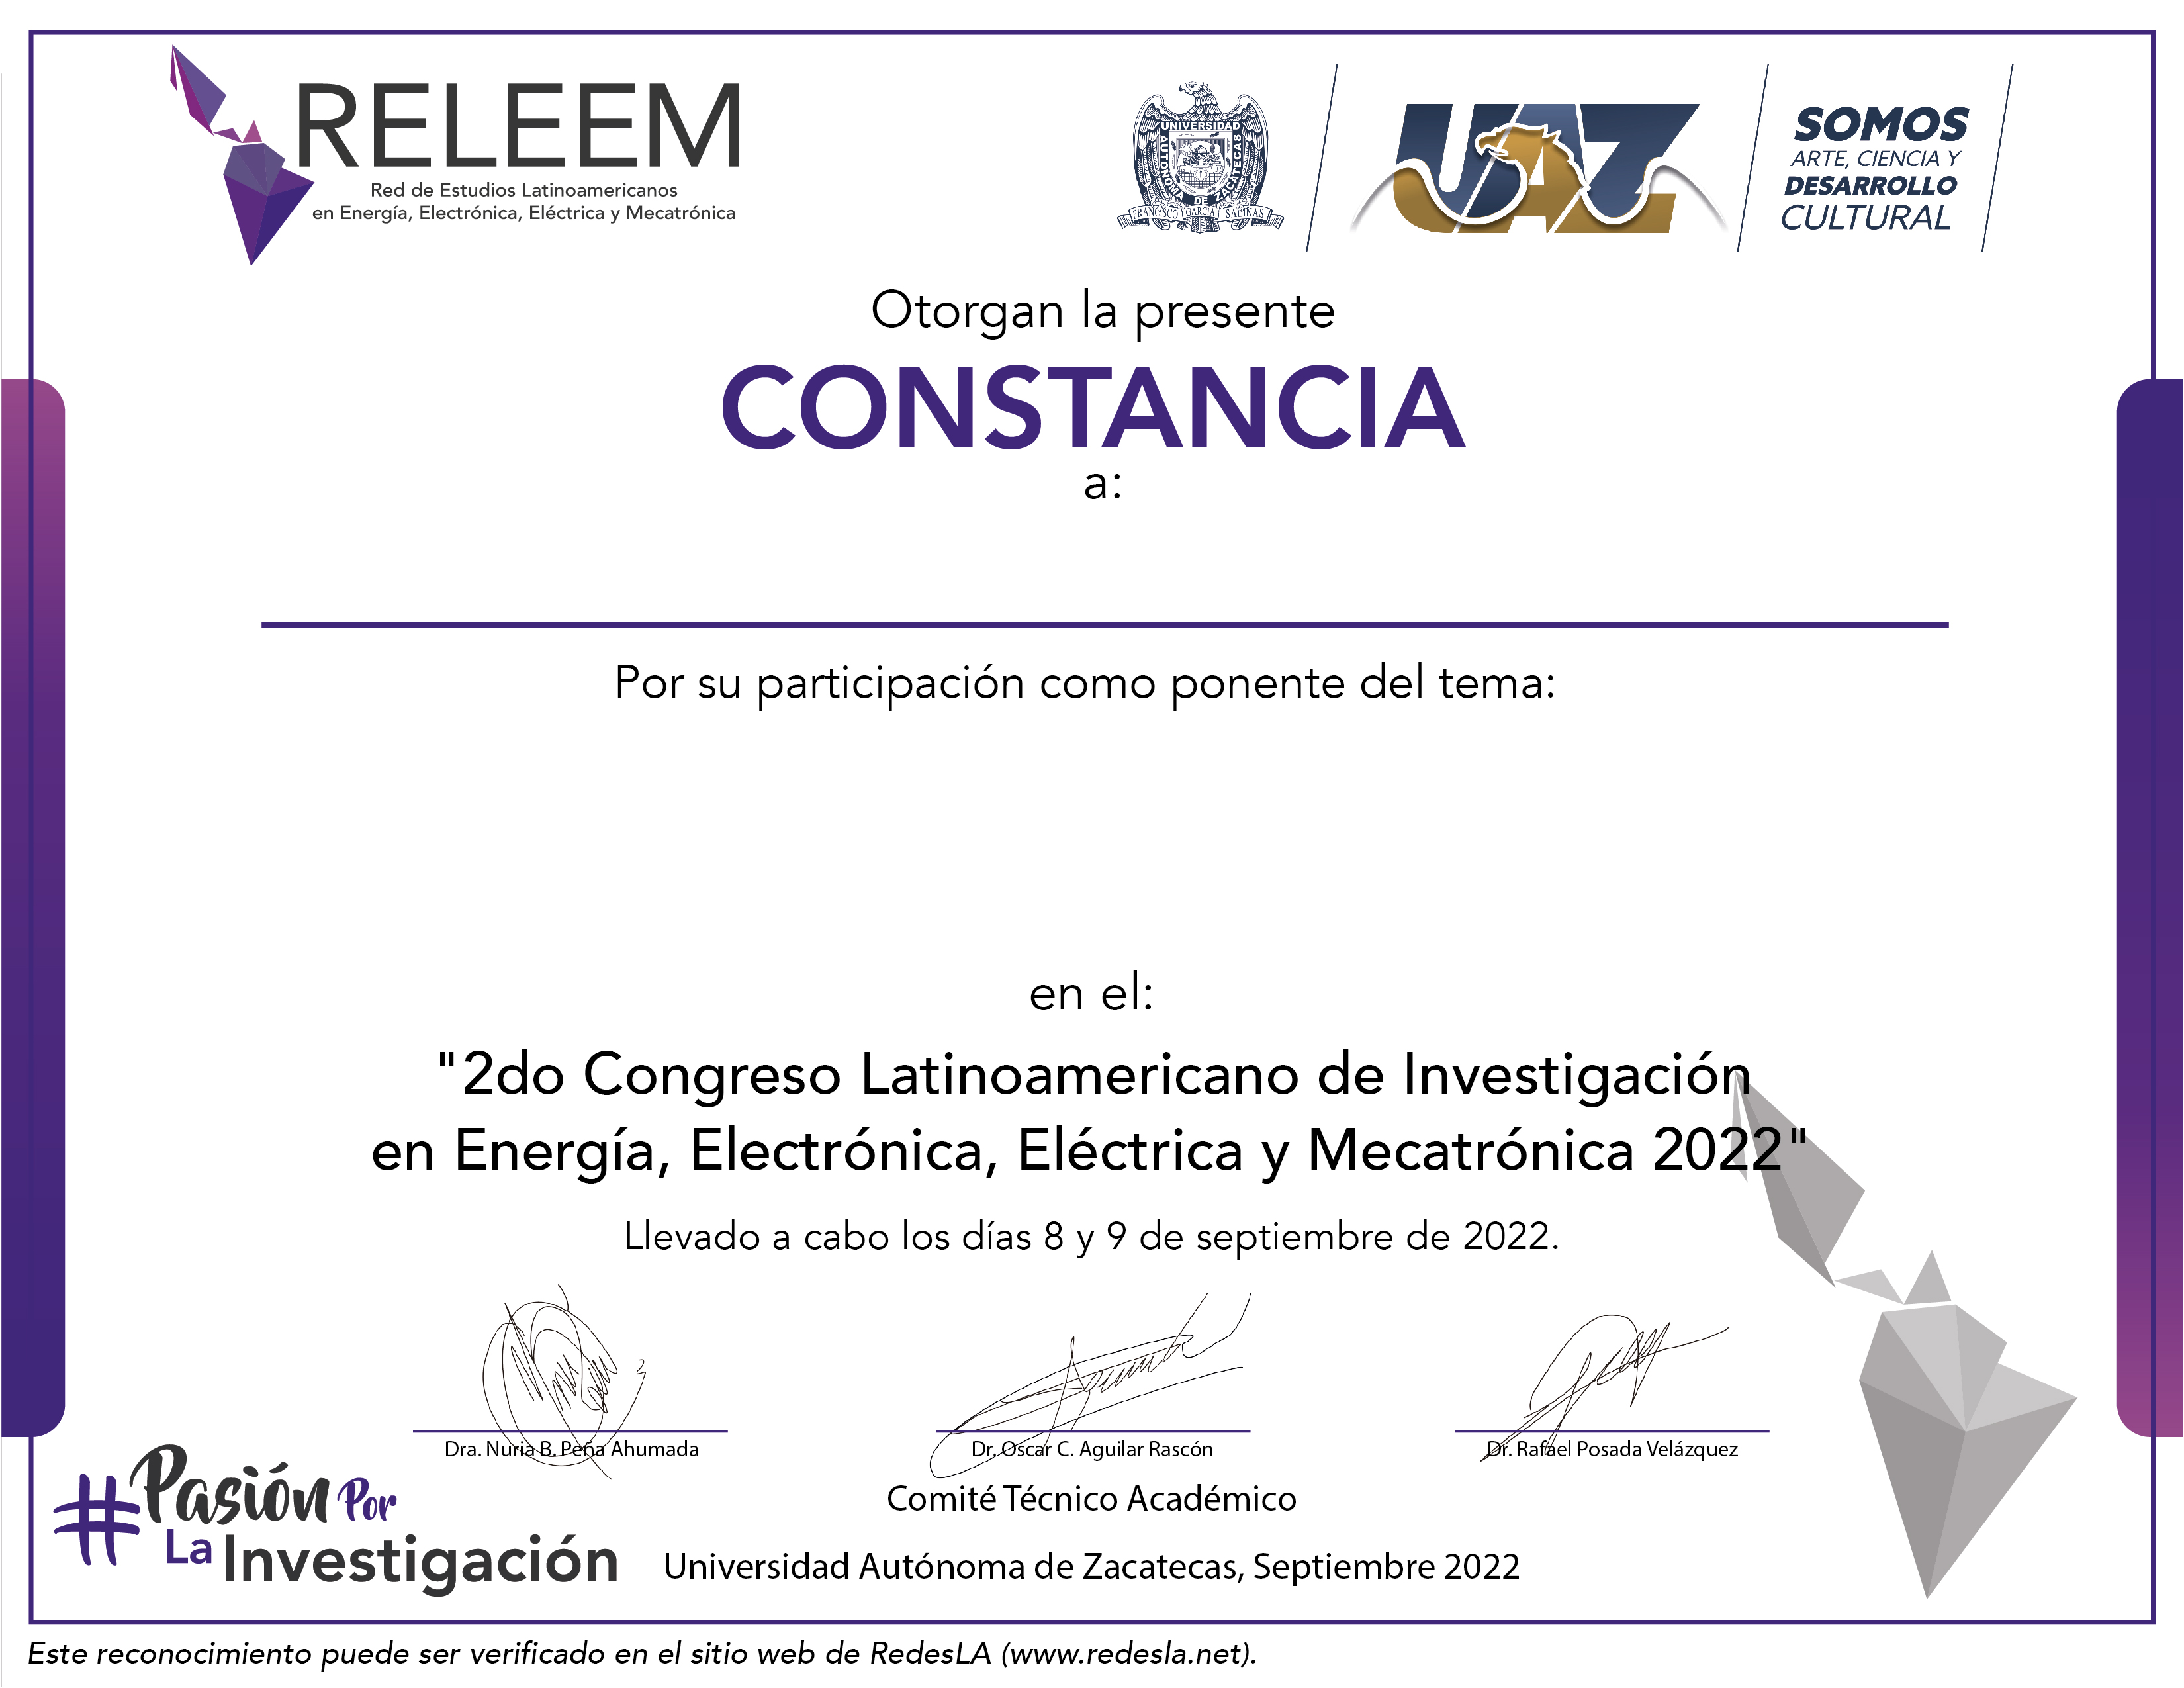 RELEEM
Red de Estudios Latinoamericanos
en Energía, Electrónica, Eléctrica y Mecatrónica
UNIVERSIDAD
AUTONOMA
DE
ZACATECAS
FRANCISCO GARCIA SALINAS
UAZ
SOMOS
ARTE, CIENCIA Y
DESARROLLO
CULTURAL
Otorgan la presente
CONSTANCIA
a:
Por su participación como ponente del tema:
en el:
"2do Congreso Latinoamericano de Investigación
en Energía, Electrónica, Eléctrica y Mecatrónica 2022"
Llevado a cabo los días 8 y 9 de septiembre de 2022.
Dra. Nuria B. Peña Ahumada
Dr. Oscar C. Aguilar Rascón
Dr. Rafael Posada Velázquez
Comité Técnico Académico
#Pasión Por
La Investigación
Universidad Autónoma de Zacatecas, Septiembre 2022
Este reconocimiento puede ser verificado en el sitio web de RedesLA (www.redesla.net).